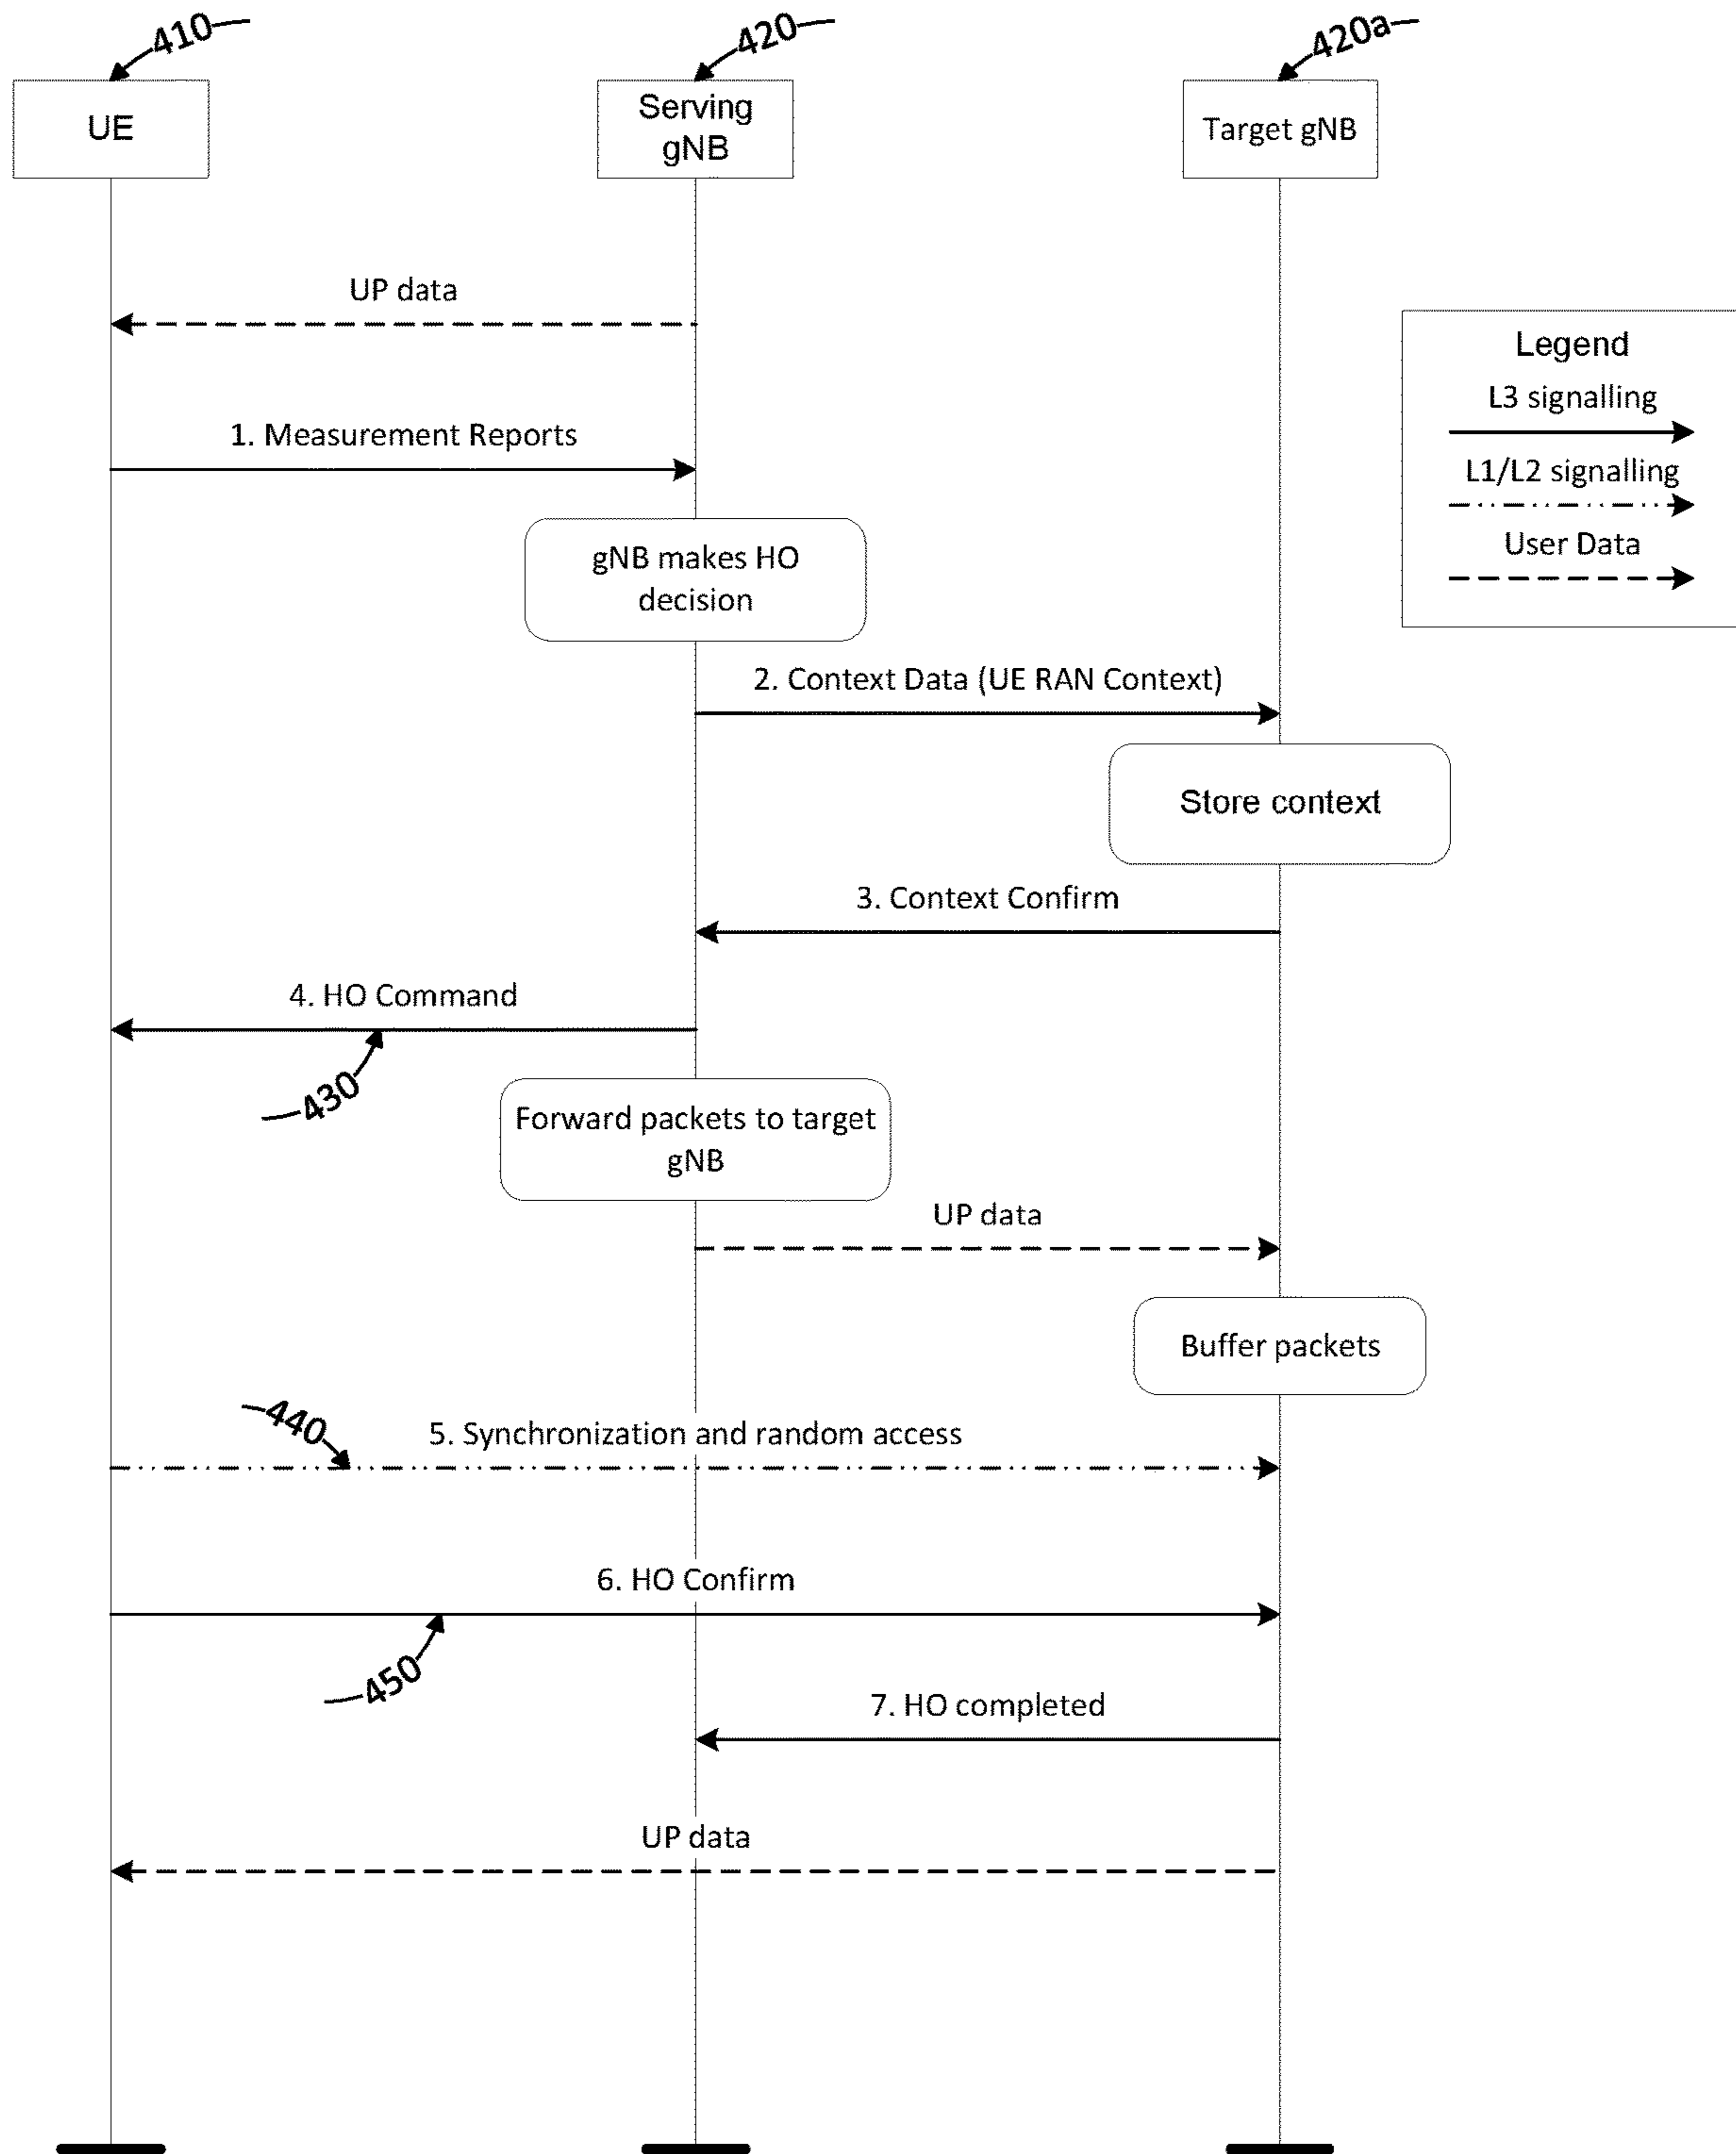 410
420
420a
UE
Serving
gNB
Target gNB
UP data
Legend
L3 signalling
L1/L2 signalling
User Data
1. Measurement Reports
gNB makes HO
decision
2. Context Data (UE RAN Context)
Store context
3. Context Confirm
4. HO Command
430
Forward packets to target
gNB
UP data
Buffer packets
440
5. Synchronization and random access
6. HO Confirm
450
7. HO completed
UP data